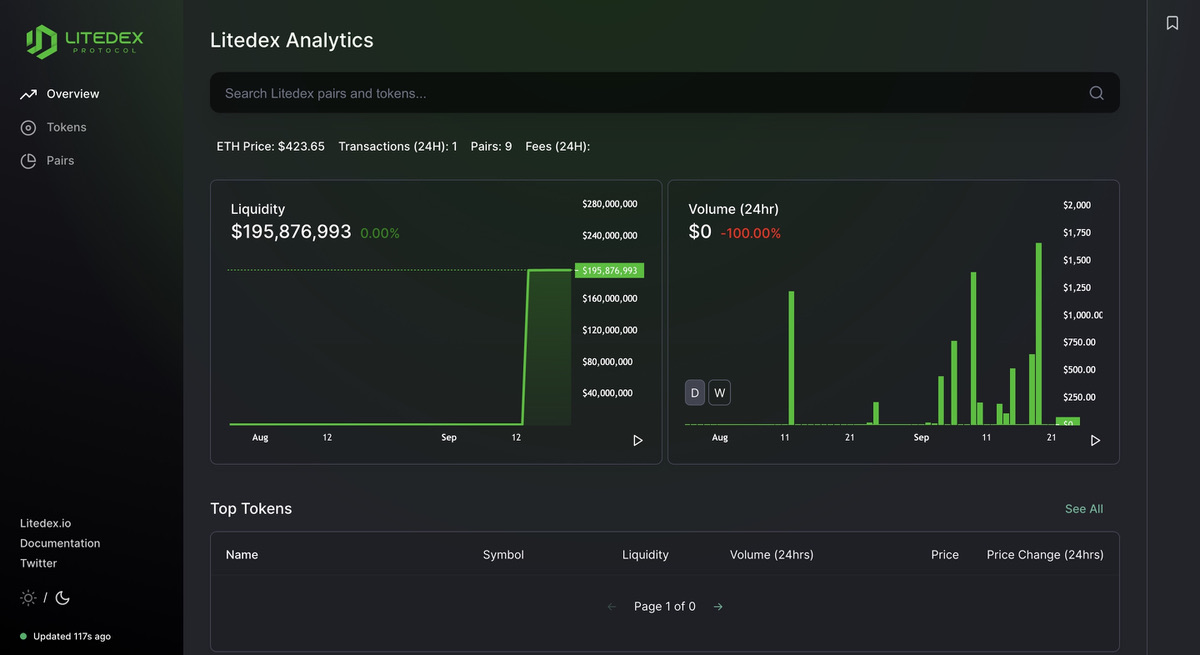 LITEDEX
PROTOCOL
Overview
Tokens
Pairs
Litedex.io
Documentation
Twitter
/
Updated 117s ago
Litedex Analytics
Search Litedex pairs and tokens...
ETH Price: $423.65 Transactions (24H): 1 Pairs: 9 Fees (24H):
Liquidity
$195,876,993 0.00%
$280,000,000
$240,000,000
$195,876,993
$160,000,000
$120,000,000
$80,000,000
$40,000,000
Aug 12 Sep 12
Volume (24hr)
$0 -100.00%
$2,000
$1,750
$1,500
$1,250
$1,000.00
$750.00
$500.00
$250.00
$0
D W
Aug 11 21 Sep 11 21
Top Tokens See All
Name Symbol Liquidity Volume (24hrs) Price Price Change (24hrs)
← Page 1 of 0 →